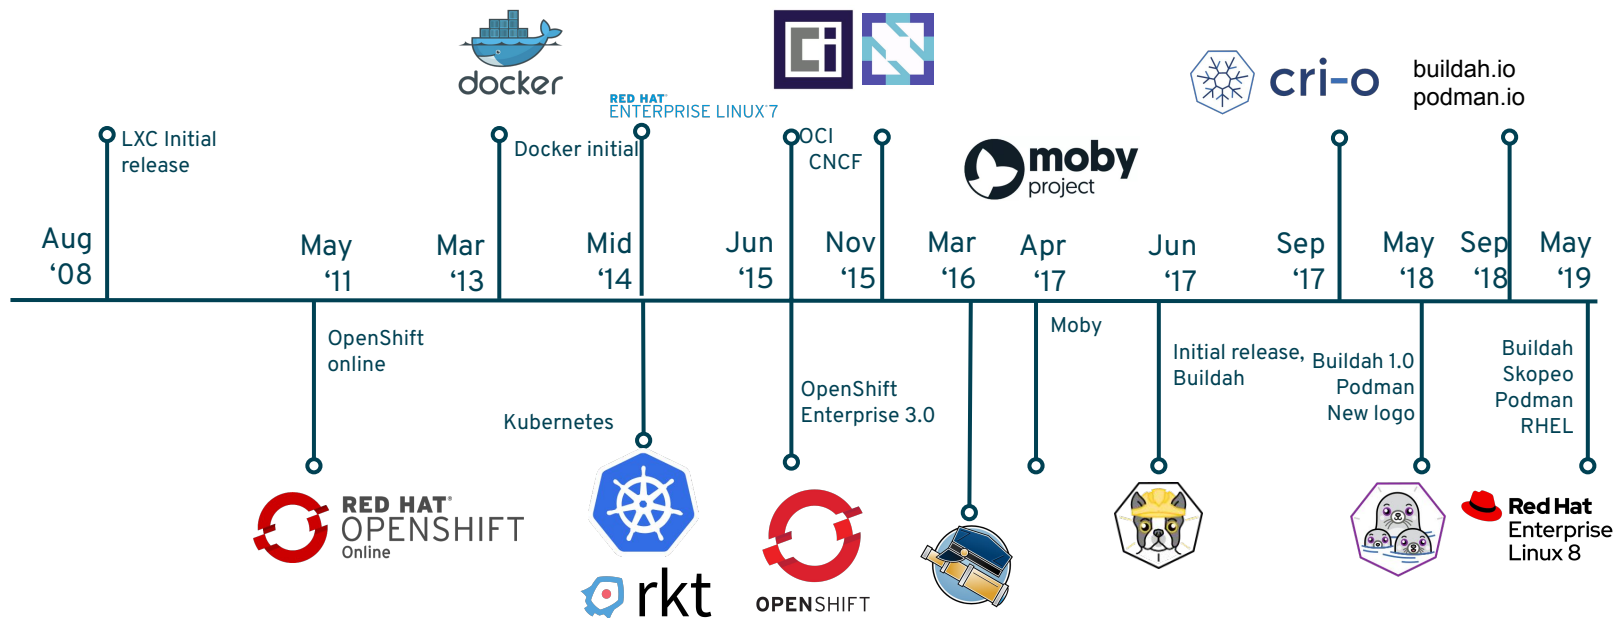 docker
Ci
RED HAT®
ENTERPRISE LINUX®7
cri-o
buildah.io
podman.io
LXC Initial
release
Docker initial
OCI
CNCF
moby
project
Aug
‘08
May
‘11
Mar
‘13
Mid
‘14
Jun
‘15
Nov
‘15
Mar
‘16
Apr
‘17
Jun
‘17
Sep
‘17
May
‘18
Sep
‘18
May
‘19
OpenShift
online
Kubernetes
OpenShift
Enterprise 3.0
Moby
Initial release,
Buildah
Buildah 1.0
Podman
New logo
Buildah
Skopeo
Podman
RHEL
RED HAT®
OPENSHIFT
Online
rkt
OPENSHIFT
Red Hat
Enterprise
Linux 8